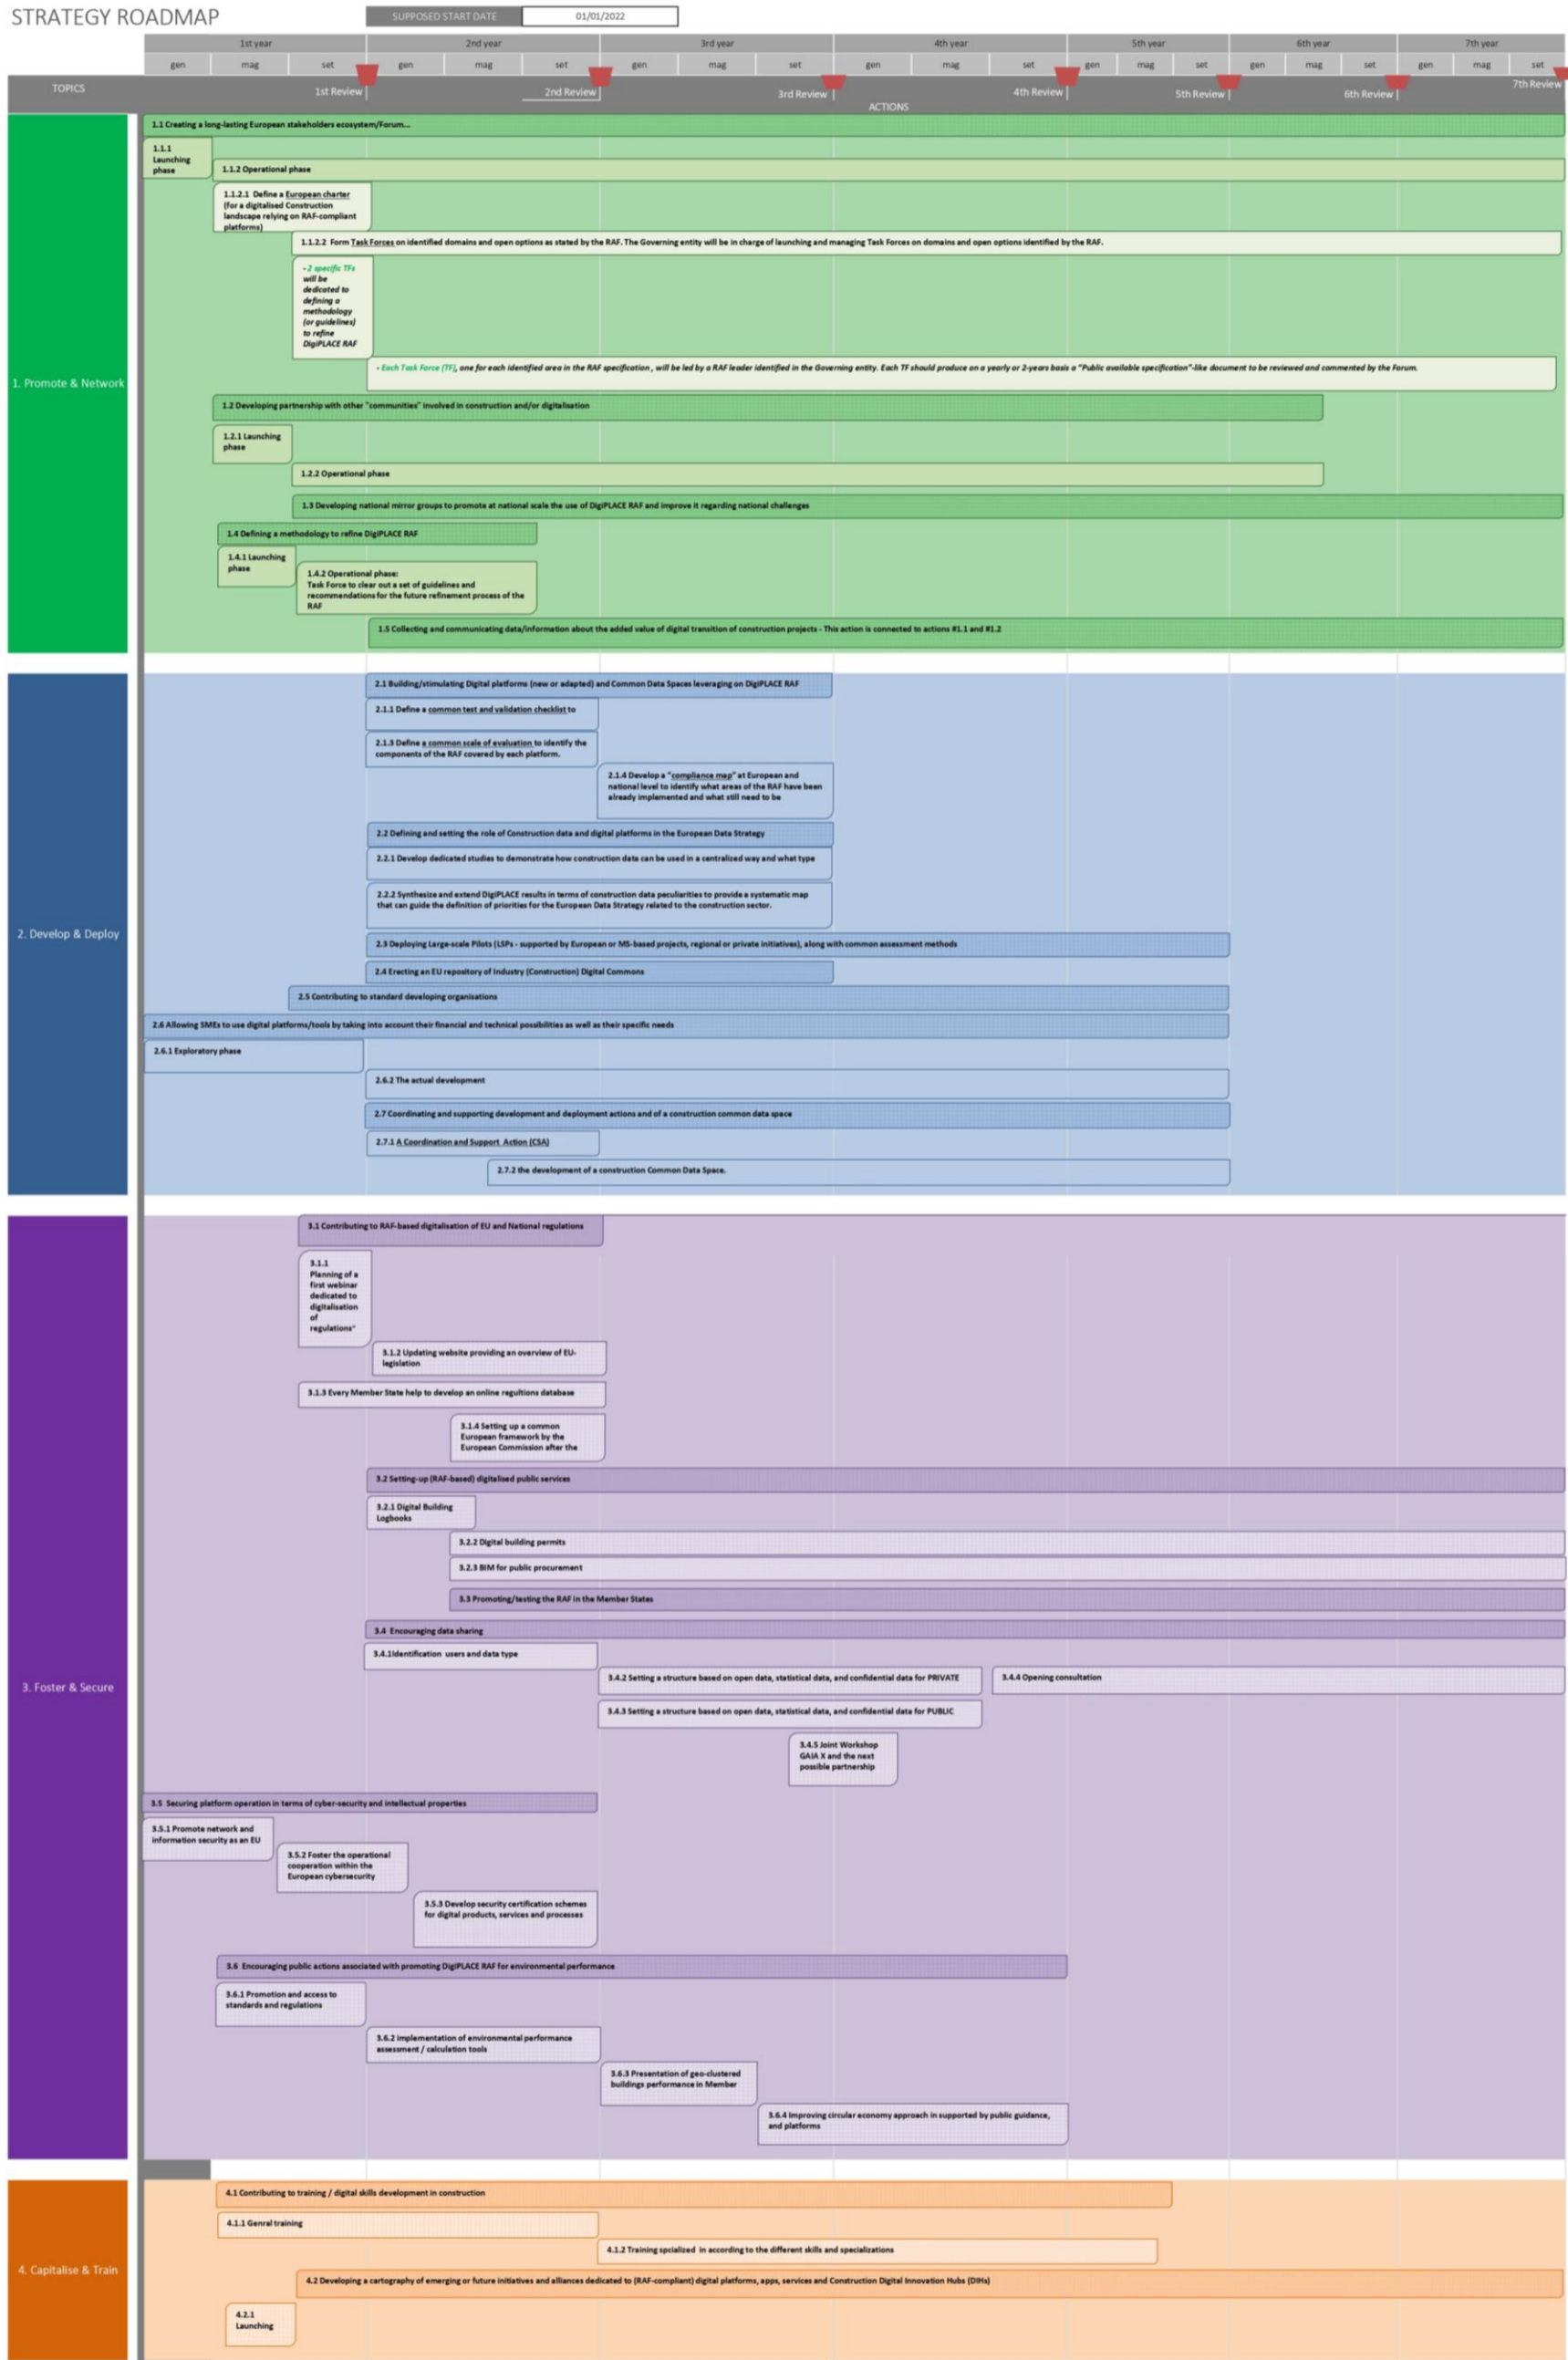 STRATEGY ROADMAP
SUPPOSED START DATE
01/01/2022
1st year
2nd year
3rd year
4th year
5th year
6th year
7th year
gen mag set gen mag set gen mag set gen mag set gen mag set gen mag set gen mag set
TOPICS
1st Review
2nd Review
3rd Review
4th Review
5th Review
6th Review
7th Review
ACTIONS
1. Promote & Network
1.1 Creating a long-lasting European stakeholders ecosystem/Forum...
1.1.1
Launching
phase
1.1.2 Operational phase
1.1.2.1 Define a European charter
(for a digitalised Construction
landscape relying on RAF-compliant
platforms)
1.1.2.2 Form Task Forces on identified domains and open options as stated by the RAF. The Governing entity will be in charge of launching and managing Task Forces on domains and open options identified by the RAF.
- 2 specific TFs
will be
dedicated to
defining a
methodology
(or guidelines)
to refine
DigiPLACE RAF
- Each Task Force (TF), one for each identified area in the RAF specification , will be led by a RAF leader identified in the Governing entity. Each TF should produce on a yearly or 2-years basis a "Public available specification"-like document to be reviewed and commented by the Forum.
1.2 Developing partnership with other "communities" involved in construction and/or digitalisation
1.2.1 Launching
phase
1.2.2 Operational phase
1.3 Developing national mirror groups to promote at national scale the use of DigiPLACE RAF and improve it regarding national challenges
1.4 Defining a methodology to refine DigiPLACE RAF
1.4.1 Launching
phase
1.4.2 Operational phase:
Task Force to clear out a set of guidelines and
recommendations for the future refinement process of the
RAF
1.5 Collecting and communicating data/information about the added value of digital transition of construction projects - This action is connected to actions #1.1 and #1.2
2. Develop & Deploy
2.1 Building/stimulating Digital platforms (new or adapted) and Common Data Spaces leveraging on DigiPLACE RAF
2.1.1 Define a common test and validation checklist to
2.1.3 Define a common scale of evaluation to identify the
components of the RAF covered by each platform.
2.1.4 Develop a "compliance map" at European and
national level to identify what areas of the RAF have been
already implemented and what still need to be
2.2 Defining and setting the role of Construction data and digital platforms in the European Data Strategy
2.2.1 Develop dedicated studies to demonstrate how construction data can be used in a centralized way and what type
2.2.2 Synthesize and extend DigiPLACE results in terms of construction data peculiarities to provide a systematic map
that can guide the definition of priorities for the European Data Strategy related to the construction sector.
2.3 Deploying Large-scale Pilots (LSPs - supported by European or MS-based projects, regional or private initiatives), along with common assessment methods
2.4 Erecting an EU repository of Industry (Construction) Digital Commons
2.5 Contributing to standard developing organisations
2.6 Allowing SMEs to use digital platforms/tools by taking into account their financial and technical possibilities as well as their specific needs
2.6.1 Exploratory phase
2.6.2 The actual development
2.7 Coordinating and supporting development and deployment actions and of a construction common data space
2.7.1 A Coordination and Support Action (CSA)
2.7.2 the development of a construction Common Data Space.
3. Foster & Secure
3.1 Contributing to RAF-based digitalisation of EU and National regulations
3.1.1
Planning of a
first webinar
dedicated to
digitalisation
of
regulations"
3.1.2 Updating website providing an overview of EU-
legislation
3.1.3 Every Member State help to develop an online regultions database
3.1.4 Setting up a common
European framework by the
European Commission after the
3.2 Setting-up (RAF-based) digitalised public services
3.2.1 Digital Building
Logbooks
3.2.2 Digital building permits
3.2.3 BIM for public procurement
3.3 Promoting/testing the RAF in the Member States
3.4 Encouraging data sharing
3.4.1Identification users and data type
3.4.2 Setting a structure based on open data, statistical data, and confidential data for PRIVATE
3.4.4 Opening consultation
3.4.3 Setting a structure based on open data, statistical data, and confidential data for PUBLIC
3.4.5 Joint Workshop
GAIA X and the next
possible partnership
3.5 Securing platform operation in terms of cyber-security and intellectual properties
3.5.1 Promote network and
information security as an EU
3.5.2 Foster the operational
cooperation within the
European cybersecurity
3.5.3 Develop security certification schemes
for digital products, services and processes
3.6 Encouraging public actions associated with promoting DigiPLACE RAF for environmental performance
3.6.1 Promotion and access to
standards and regulations
3.6.2 implementation of environmental performance
assessment / calculation tools
3.6.3 Presentation of geo-clustered
buildings performance in Member
3.6.4 Improving circular economy approach in supported by public guidance,
and platforms
4. Capitalise & Train
4.1 Contributing to training / digital skills development in construction
4.1.1 Genral training
4.1.2 Training spcialized in according to the different skills and specializations
4.2 Developing a cartography of emerging or future initiatives and alliances dedicated to (RAF-compliant) digital platforms, apps, services and Construction Digital Innovation Hubs (DIHs)
4.2.1
Launching